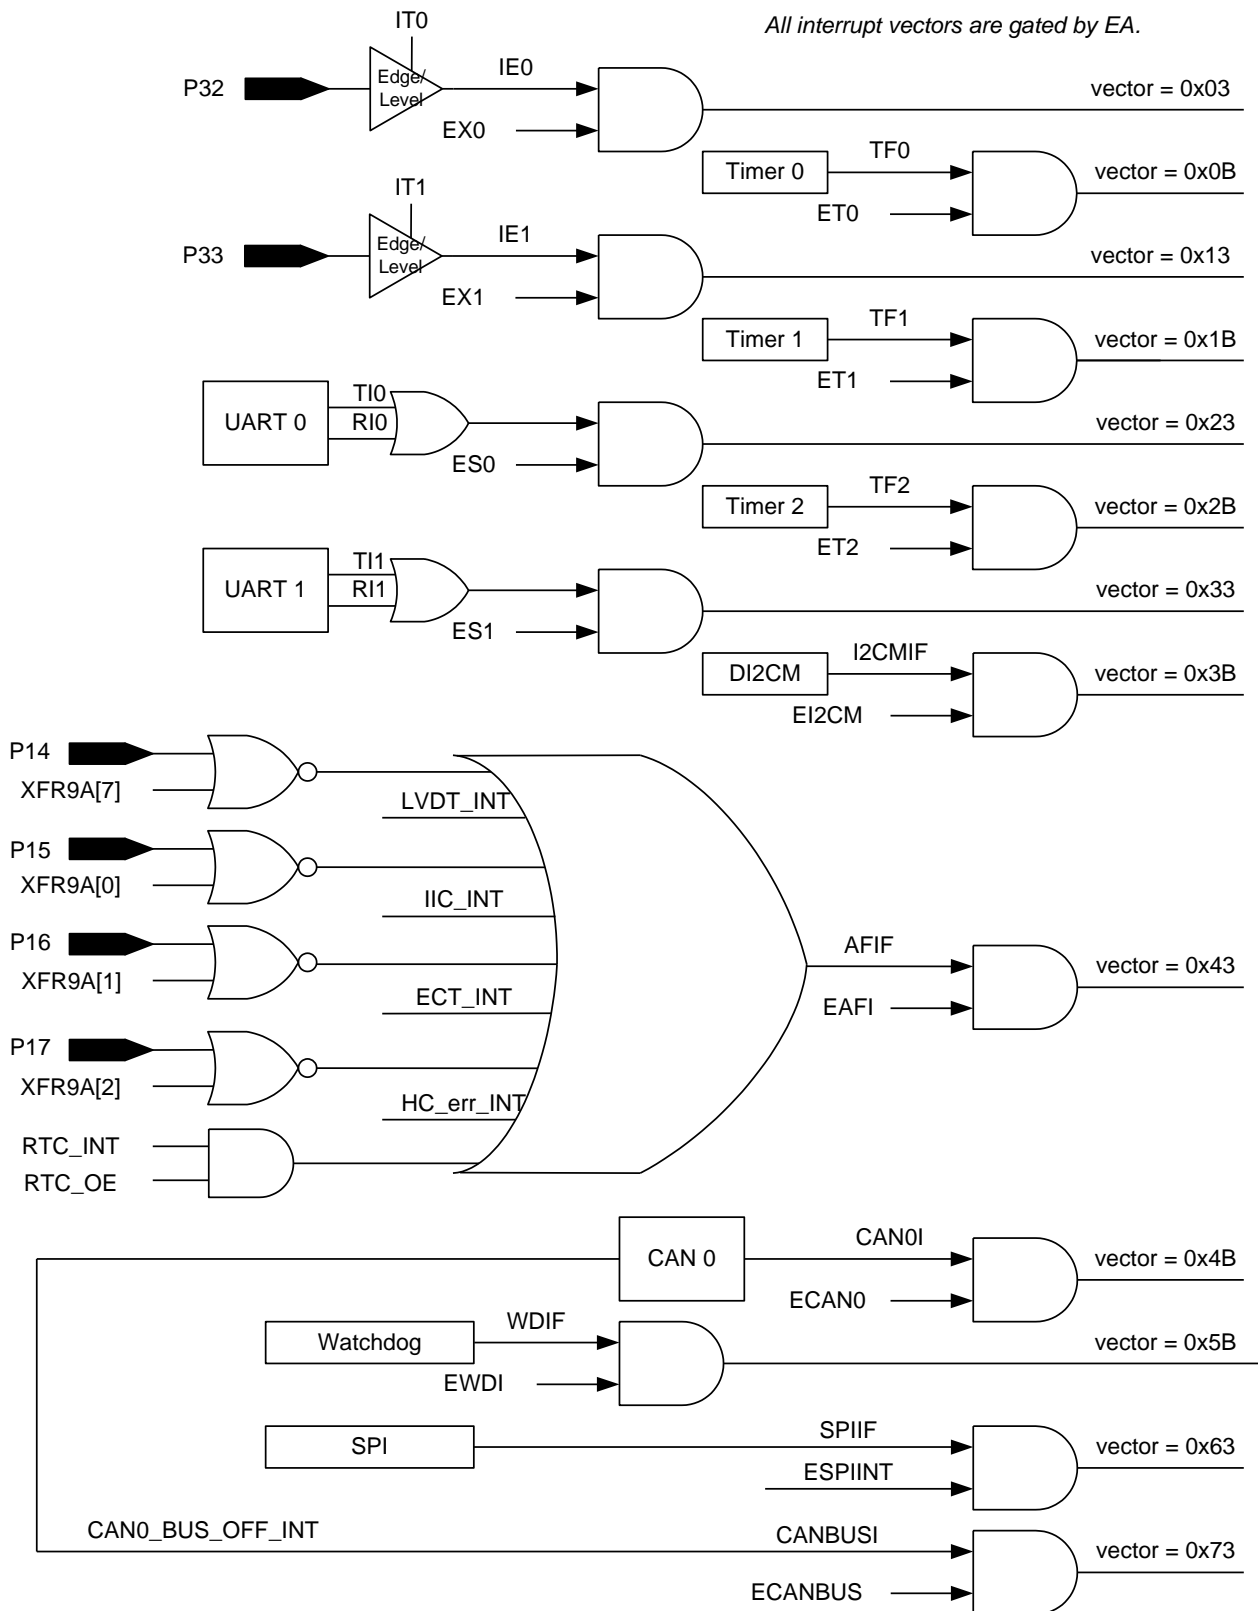 IT0
All interrupt vectors are gated by EA.
P32
Edge/
Level
IE0
EX0
vector = 0x03
Timer 0
TF0
ET0
vector = 0x0B
IT1
P33
Edge/
Level
IE1
EX1
vector = 0x13
Timer 1
TF1
ET1
vector = 0x1B
UART 0
TI0
RI0
ES0
vector = 0x23
Timer 2
TF2
ET2
vector = 0x2B
UART 1
TI1
RI1
ES1
vector = 0x33
DI2CM
I2CMIF
EI2CM
vector = 0x3B
P14
XFR9A[7]
LVDT_INT
P15
XFR9A[0]
IIC_INT
P16
XFR9A[1]
ECT_INT
P17
XFR9A[2]
HC_err_INT
RTC_INT
RTC_OE
AFIF
EAFI
vector = 0x43
CAN 0
CAN0I
ECAN0
vector = 0x4B
Watchdog
WDIF
EWDI
vector = 0x5B
SPI
SPIIF
ESPIINT
vector = 0x63
CAN0_BUS_OFF_INT
CANBUSI
ECANBUS
vector = 0x73